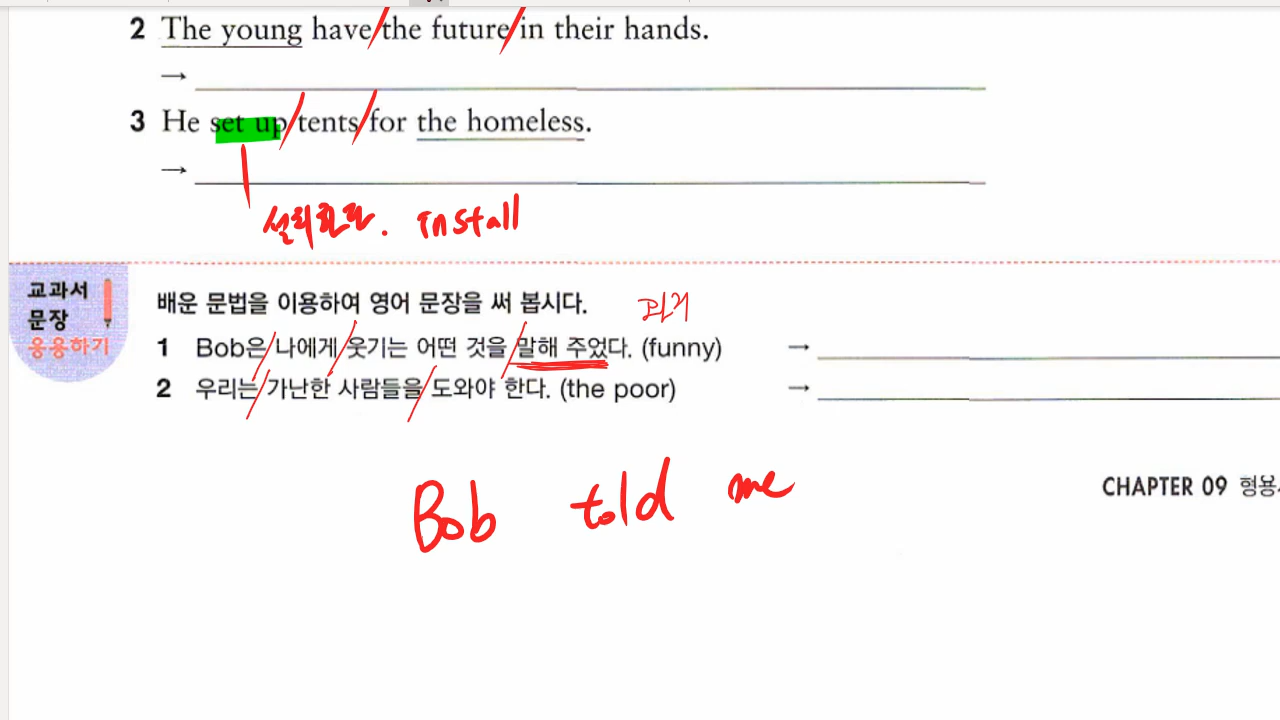 2 The young have/the future/in their hands.
→
3 He set up/tents/for the homeless.
→
설치한다. install
교과서
문장
응용하기
배운 문법을 이용하여 영어 문장을 써 봅시다. 과거
1 Bob은/나에게/웃기는 어떤 것을/말해 주었다. (funny) →
2 우리는/가난한 사람들을/도와야 한다. (the poor) →
Bob told me
CHAPTER 09 형용